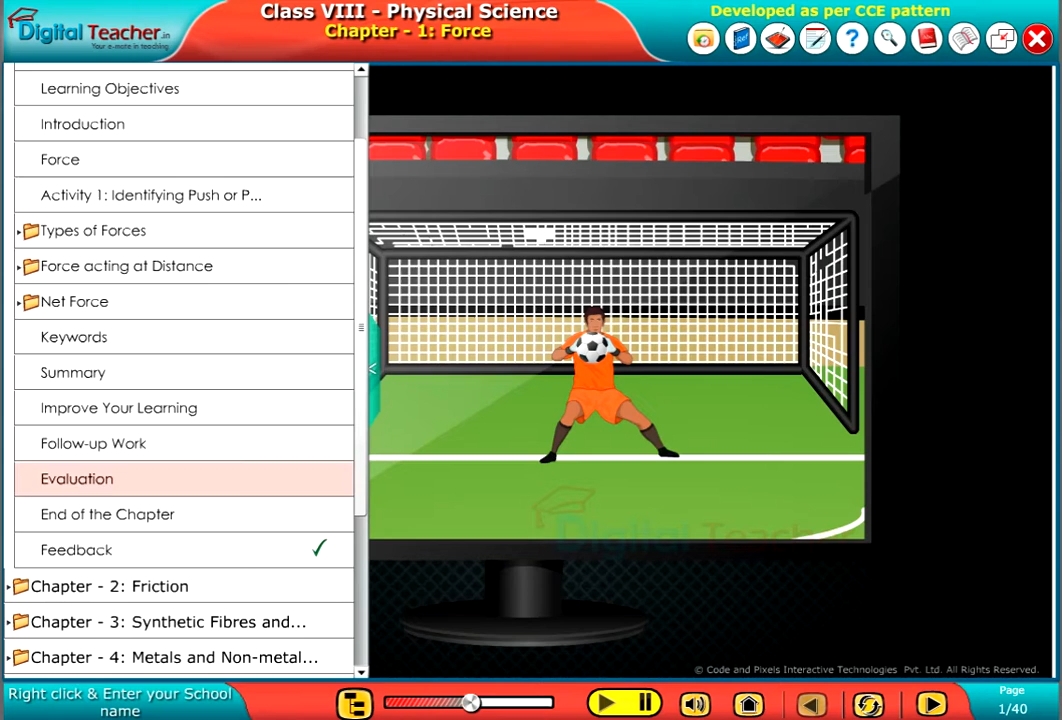 Digital Teacher.in
Your e-mate in teaching
Class VIII - Physical Science
Chapter - 1: Force
Developed as per CCE pattern
iRef
?
Learning Objectives
Introduction
Force
Activity 1: Identifying Push or P...
Types of Forces
Force acting at Distance
Net Force
Keywords
Summary
Improve Your Learning
Follow-up Work
Evaluation
End of the Chapter
Feedback
Chapter - 2: Friction
Chapter - 3: Synthetic Fibres and...
Chapter - 4: Metals and Non-metal...
Digital Teacher
© Code and Pixels Interactive Technologies Pvt. Ltd. All Rights Reserved.
Right click & Enter your School
name
Page
1/40